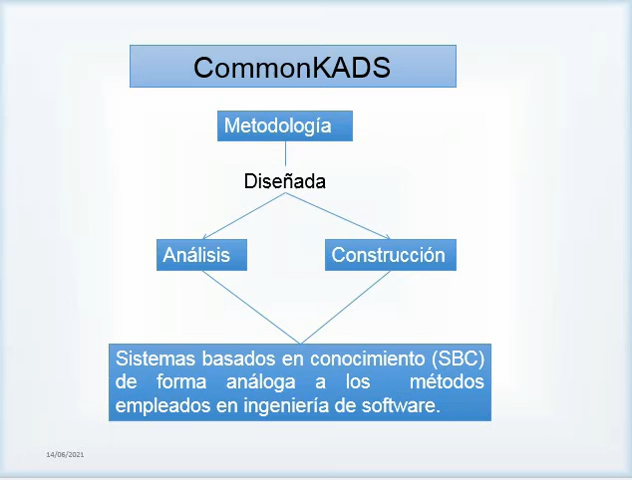 CommonKADS
Metodología
Diseñada
Análisis
Construcción
Sistemas basados en conocimiento (SBC)
de forma análoga a los métodos
empleados en ingeniería de software.
14/06/2021